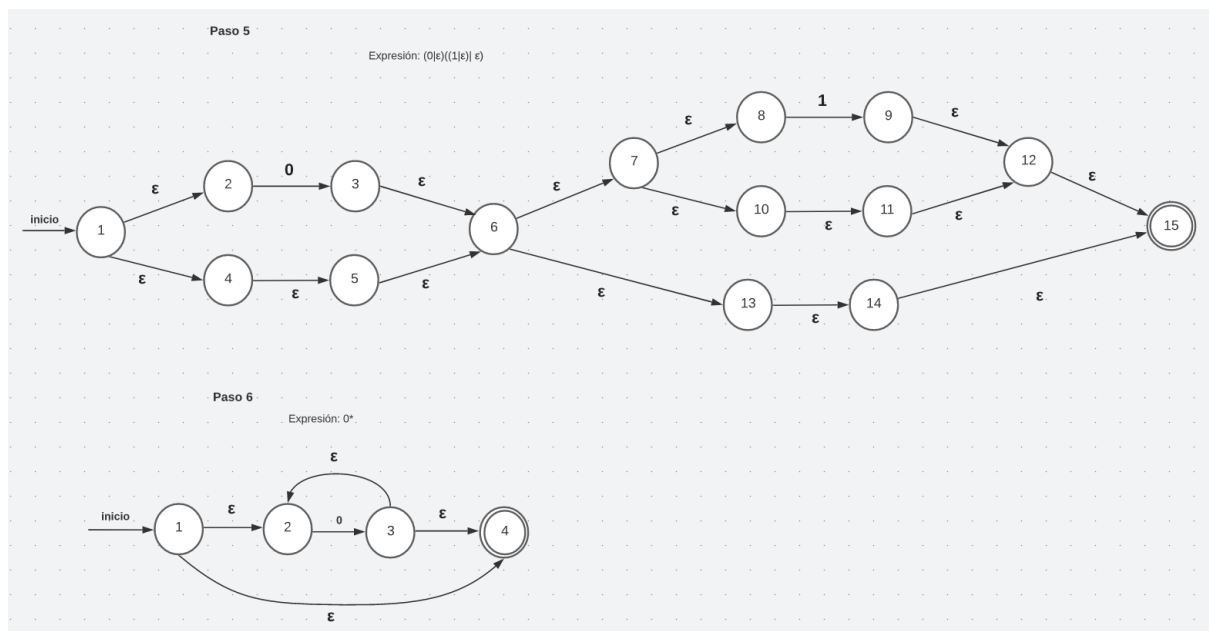 Paso 5
Expresión: (0|ε)((1|ε)| ε)
inicio
1
ε
ε
2
0
3
ε
4
ε
5
ε
6
ε
ε
7
ε
ε
8
1
9
ε
10
ε
11
ε
12
ε
13
ε
14
ε
15
Paso 6
Expresión: 0*
inicio
1
ε
2
0
3
ε
ε
4
ε